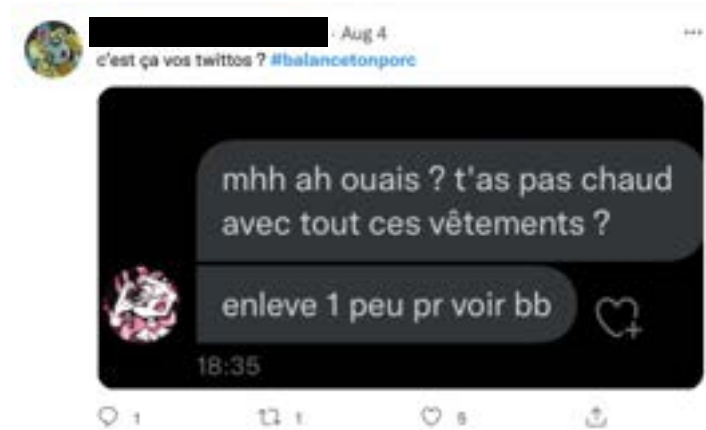 · Aug 4
c'est ça vos twittos ? #balancetonporc
mhh ah ouais ? t'as pas chaud
avec tout ces vêtements ?
enleve 1 peu pr voir bb
18:35
1 1 5